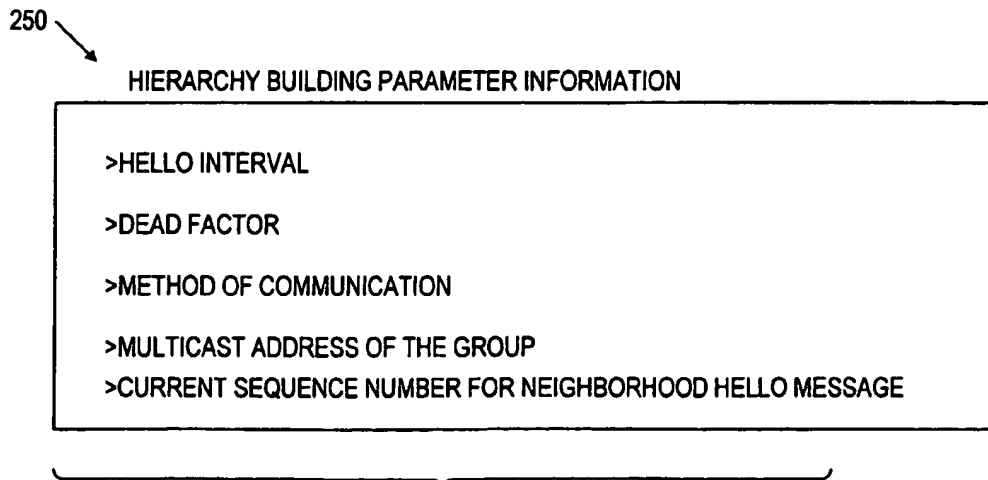 250
HIERARCHY BUILDING PARAMETER INFORMATION
>HELLO INTERVAL
>DEAD FACTOR
>METHOD OF COMMUNICATION
>MULTICAST ADDRESS OF THE GROUP
>CURRENT SEQUENCE NUMBER FOR NEIGHBORHOOD HELLO MESSAGE